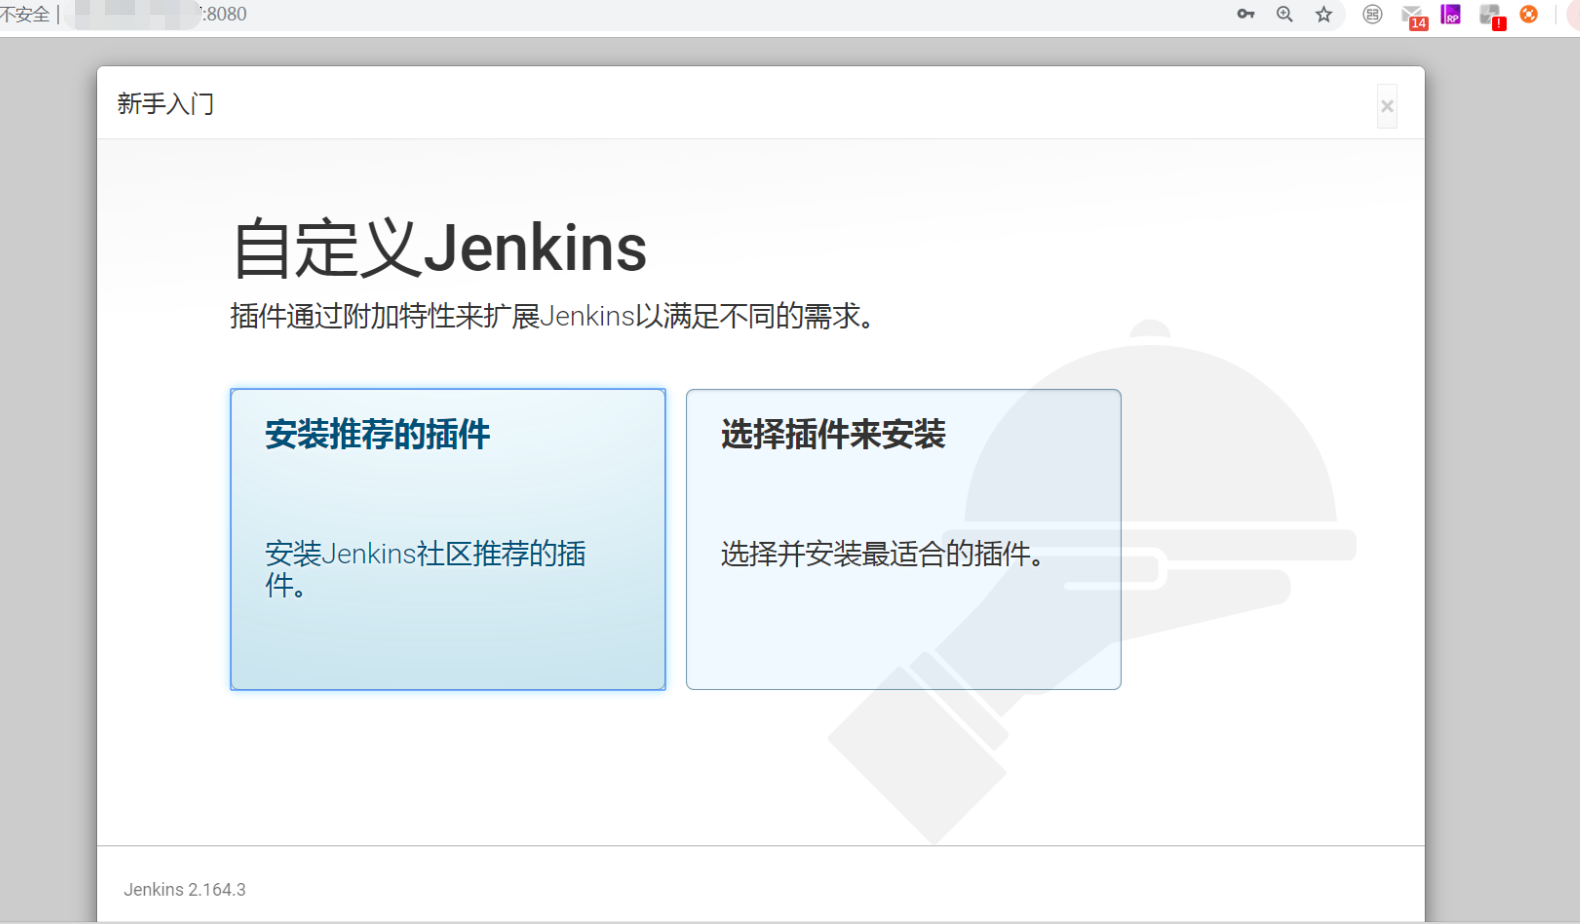 不安全 | :8080
14
RP
!
新手入门
×
自定义Jenkins
插件通过附加特性来扩展Jenkins以满足不同的需求。
安装推荐的插件
安装Jenkins社区推荐的插
件。
选择插件来安装
选择并安装最适合的插件。
Jenkins 2.164.3